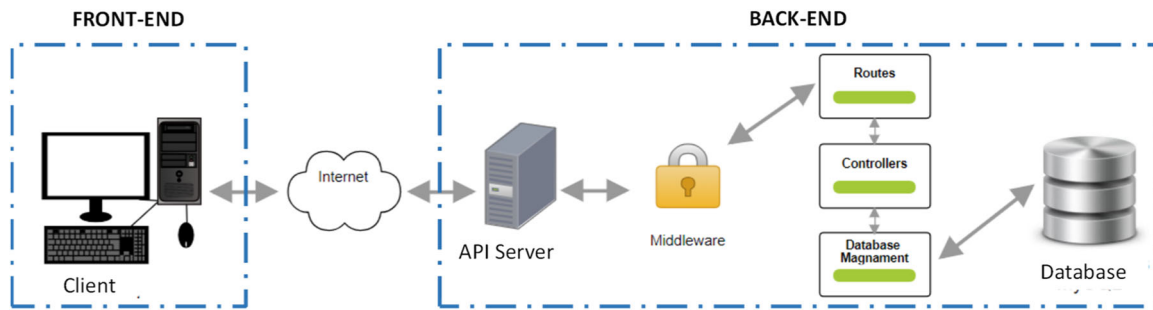 FRONT-END
BACK-END
Routes
Internet
Controllers
Middleware
API Server
Database
Magnament
Client
Database